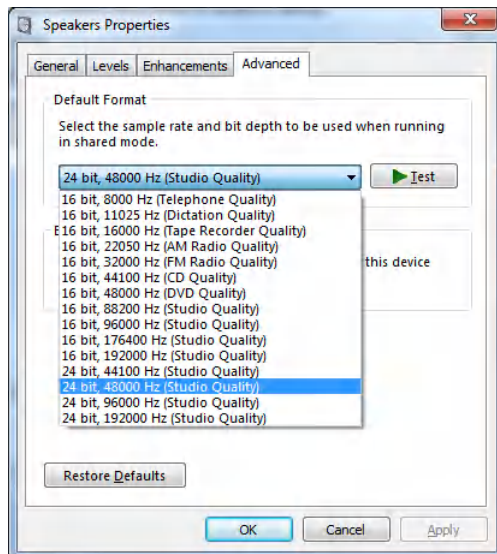 Speakers Properties
General Levels Enhancements Advanced
Default Format
Select the sample rate and bit depth to be used when running
in shared mode.
24 bit, 48000 Hz (Studio Quality)
Test
16 bit, 8000 Hz (Telephone Quality)
16 bit, 11025 Hz (Dictation Quality)
E
16 bit, 16000 Hz (Tape Recorder Quality)
16 bit, 22050 Hz (AM Radio Quality)
16 bit, 32000 Hz (FM Radio Quality)
this device
16 bit, 44100 Hz (CD Quality)
16 bit, 48000 Hz (DVD Quality)
16 bit, 88200 Hz (Studio Quality)
16 bit, 96000 Hz (Studio Quality)
16 bit, 176400 Hz (Studio Quality)
16 bit, 192000 Hz (Studio Quality)
24 bit, 44100 Hz (Studio Quality)
24 bit, 48000 Hz (Studio Quality)
24 bit, 96000 Hz (Studio Quality)
24 bit, 192000 Hz (Studio Quality)
Restore Defaults
OK Cancel Apply